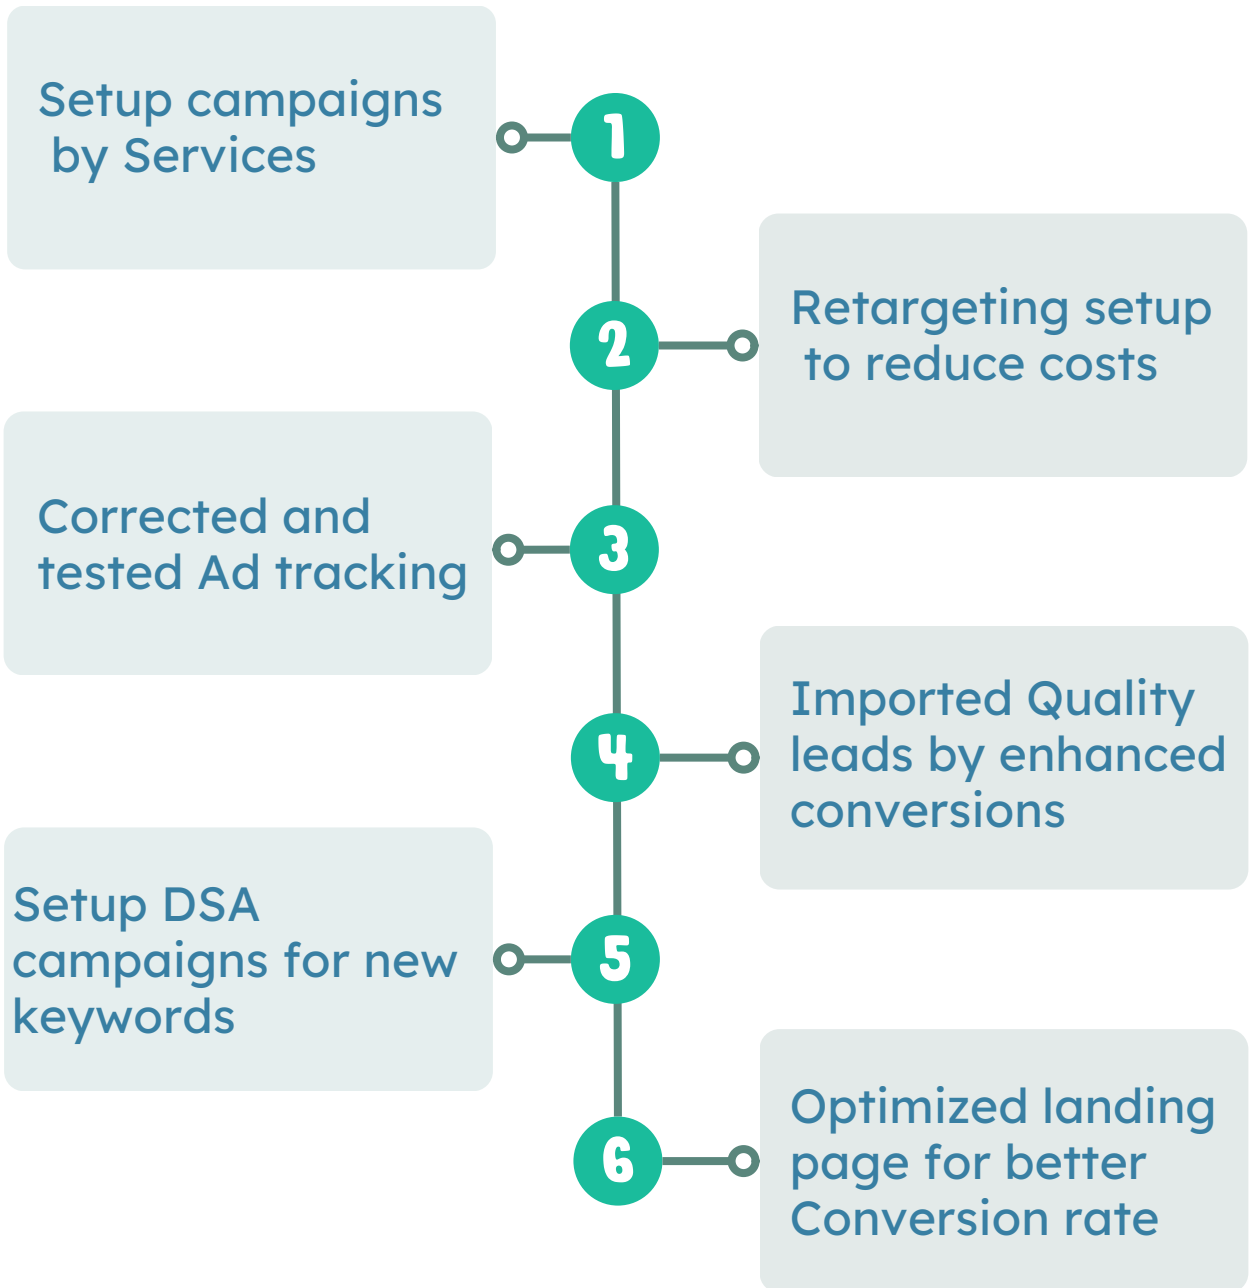 Setup campaigns
by Services
1
2
Retargeting setup
to reduce costs
Corrected and
tested Ad tracking
3
4
Imported Quality
leads by enhanced
conversions
Setup DSA
campaigns for new
keywords
5
6
Optimized landing
page for better
Conversion rate